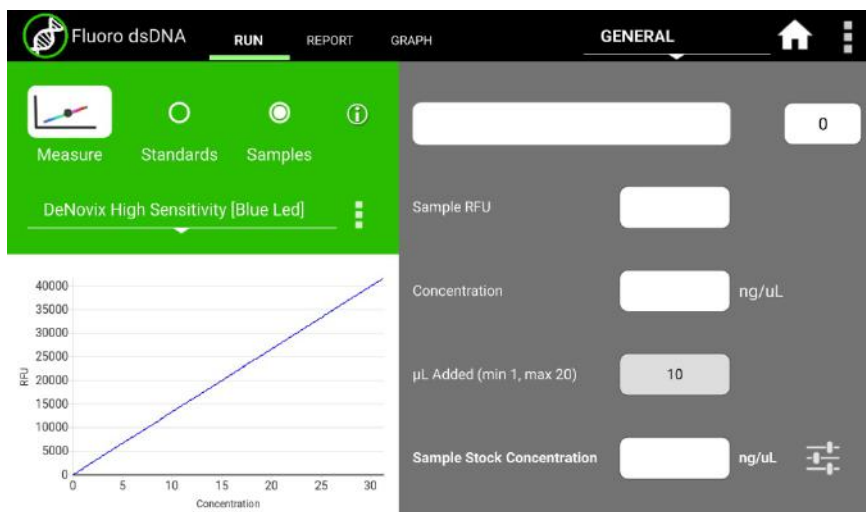 Fluoro dsDNA RUN REPORT GRAPH GENERAL
Measure Standards Samples
DeNovix High Sensitivity [Blue Led]
40000
35000
30000
25000
20000
15000
10000
5000
0
RFU
0 5 10 15 20 25 30
Concentration
0
Sample RFU
Concentration ng/uL
µL Added (min 1, max 20) 10
Sample Stock Concentration ng/uL